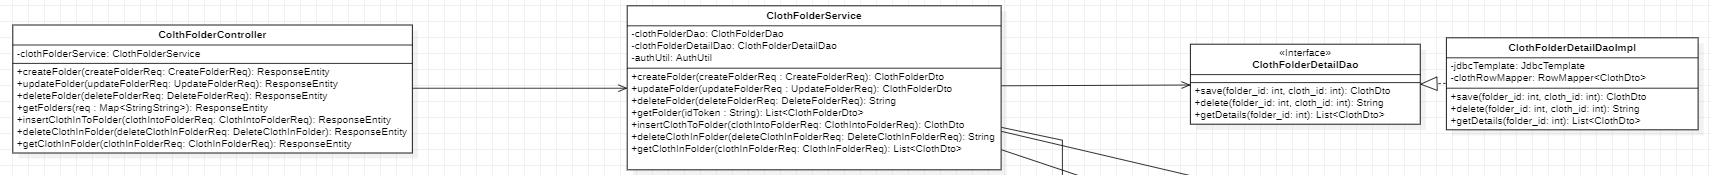 ColthFolderController
-clothFolderService: ClothFolderService
+createFolder(createFolderReq: CreateFolderReq): ResponseEntity
+updateFolder(updateFolderReq: UpdateFolderReq): ResponseEntity
+deleteFolder(deleteFolderReq: DeleteFolderReq): ResponseEntity
+getFolders(req : Map<StringString>): ResponseEntity
+insertClothInToFolder(clothIntoFolderReq: ClothIntoFolderReq): ResponseEntity
+deleteClothInFolder(deleteClothInFolderReq: DeleteClothInFolder): ResponseEntity
+getClothInFolder(clothInFolderReq: ClothInFolderReq): ResponseEntity
ClothFolderService
-clothFolderDao: ClothFolderDao
-clothFolderDetailDao: ClothFolderDetailDao
-authUtil: AuthUtil
+createFolder(createFolderReq : CreateFolderReq): ClothFolderDto
+updateFolder(updateFolderReq : UpdateFolderReq): ClothFolderDto
+deleteFolder(deleteFolderReq: DeleteFolderReq): String
+getFolder(idToken : String): List<ClothFolderDto>
+insertClothToFolder(clothIntoFolderReq: ClothIntoFolderReq): ClothDto
+deleteClothInFolder(deleteClothInFolderReq: DeleteClothInFolderReq): String
+getClothInFolder(clothInFolderReq: ClothInFolderReq): List<ClothDto>
«Interface»
ClothFolderDetailDao
+save(folder_id: int, cloth_id: int): ClothDto
+delete(folder_id: int, cloth_id: int): String
+getDetails(folder_id: int): List<ClothDto>
ClothFolderDetailDaoImpl
-jdbcTemplate: JdbcTemplate
-clothRowMapper: RowMapper<ClothDto>
+save(folder_id: int, cloth_id: int): ClothDto
+delete(folder_id: int, cloth_id: int): String
+getDetails(folder_id: int): List<ClothDto>